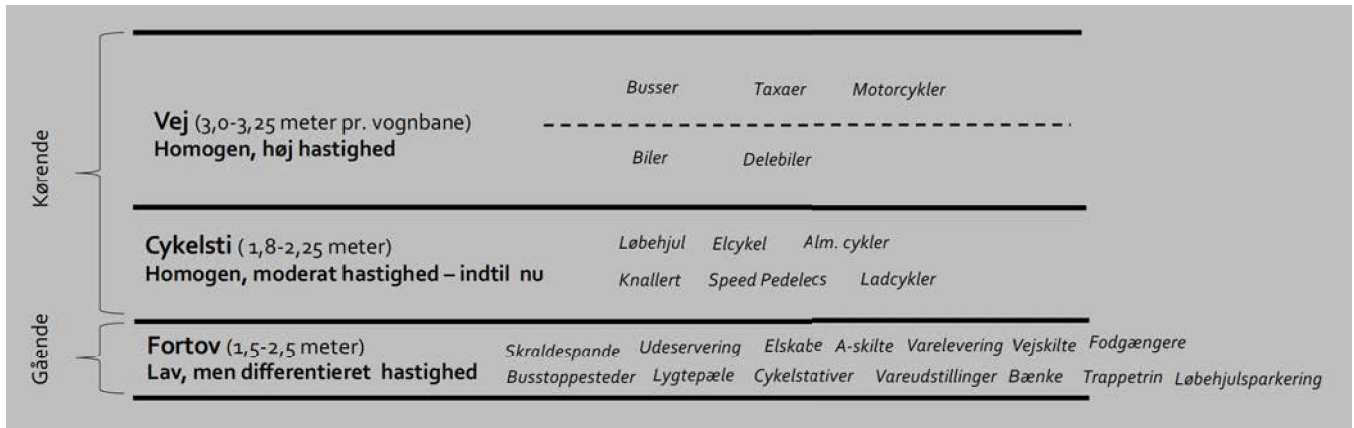 Kørende
Busser Taxaer Motorcykler
Vej (3,0-3,25 meter pr. vognbane)
Homogen, høj hastighed
Biler Delebiler
Cykelsti ( 1,8-2,25 meter)
Løbehjul Elcykel Alm. cykler
Homogen, moderat hastighed – indtil nu
Knallert Speed Pedelecs Ladcykler
Gående
Fortov (1,5-2,5 meter)
Skraldespande Udeservering Elskabe A-skilte Varelevering Vejskilte Fodgængere
Lav, men differentieret hastighed
Busstoppesteder Lygtepæle Cykelstativer Vareudstillinger Bænke Trappetrin Løbehjulsparkering